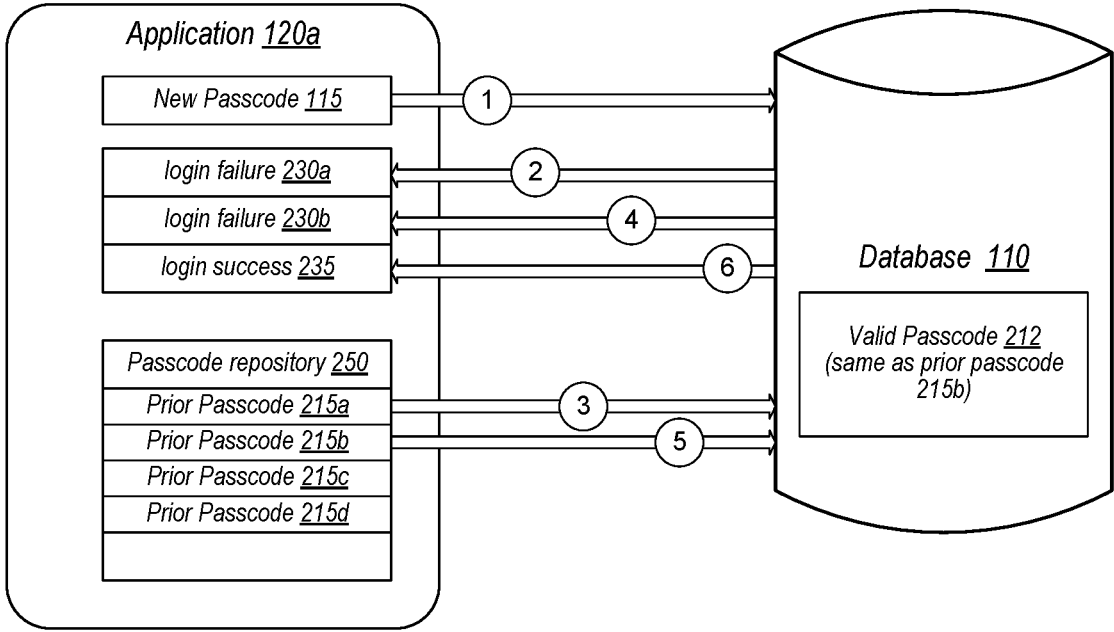 Application 120a
New Passcode 115
1
login failure 230a
2
login failure 230b
4
login success 235
6
Database 110
Valid Passcode 212
(same as prior passcode
215b)
Passcode repository 250
Prior Passcode 215a
3
Prior Passcode 215b
5
Prior Passcode 215c
Prior Passcode 215d